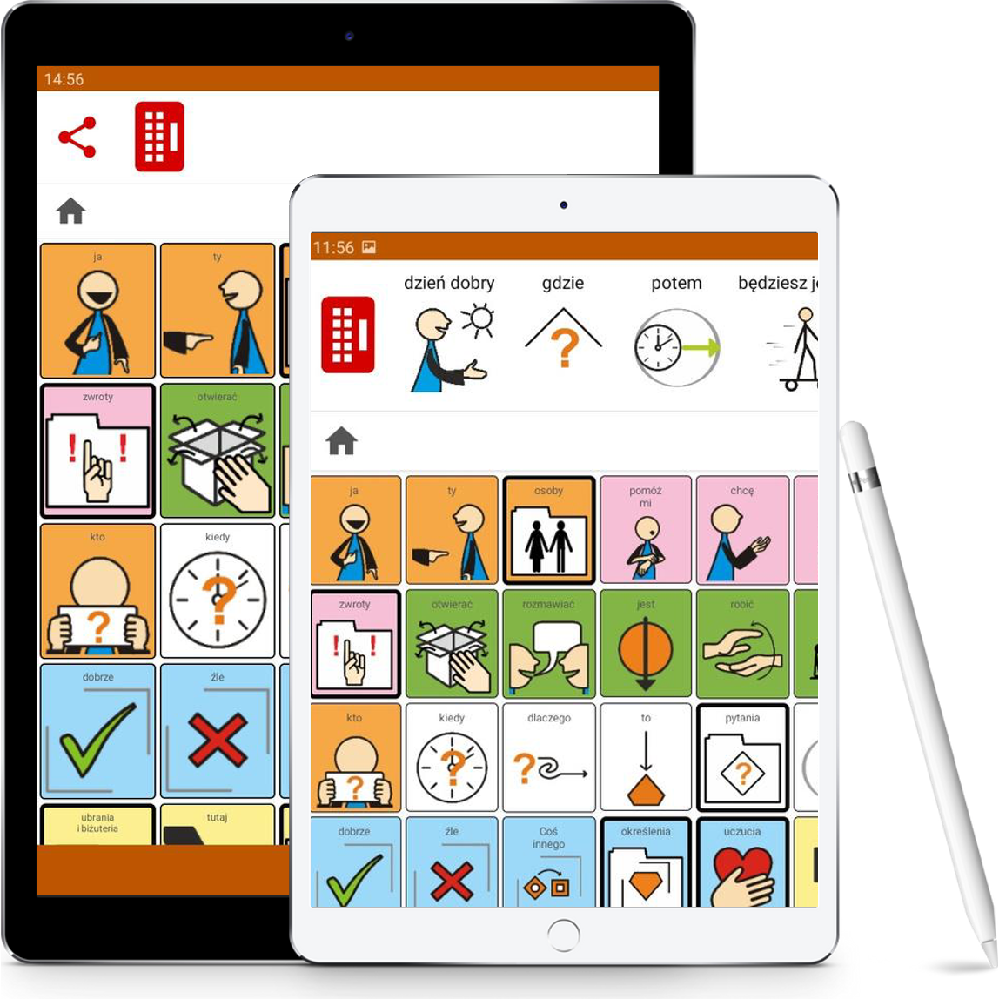 14:56
ja
ty
zwroty
otwierać
kto
kiedy
dobrze
źle
ubrania
i biżuteria
tutaj
11:56
dzień dobry
gdzie
potem
będziesz
ja
ty
osoby
pomóż
mi
chcę
zwroty
otwierać
rozmawiać
jest
robić
kto
kiedy
dlaczego
to
pytania
dobrze
źle
Coś
innego
określenia
uczucia